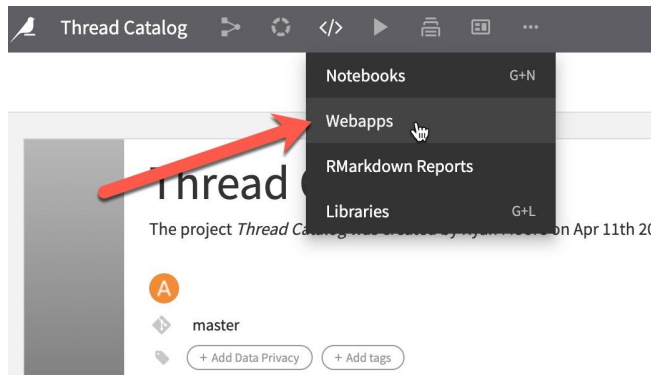 Thread Catalog
</>
Notebooks G+N
Webapps
RMarkdown Reports
Libraries G+L
Thread
The project Thread on Apr 11th 20
A
master
+ Add Data Privacy + Add tags